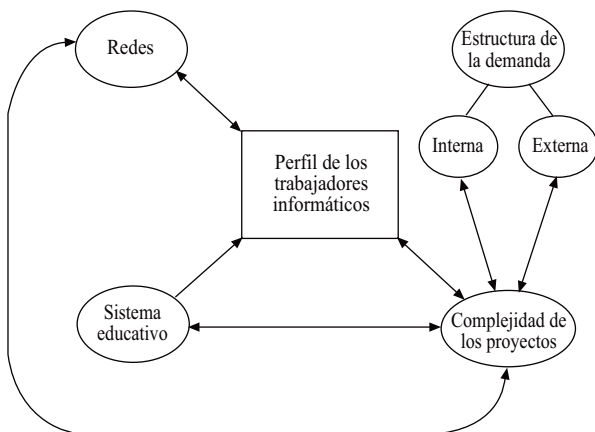 Redes
Estructura de
la demanda
Interna
Externa
Perfil de los
trabajadores
informáticos
Sistema
educativo
Complejidad de
los proyectos